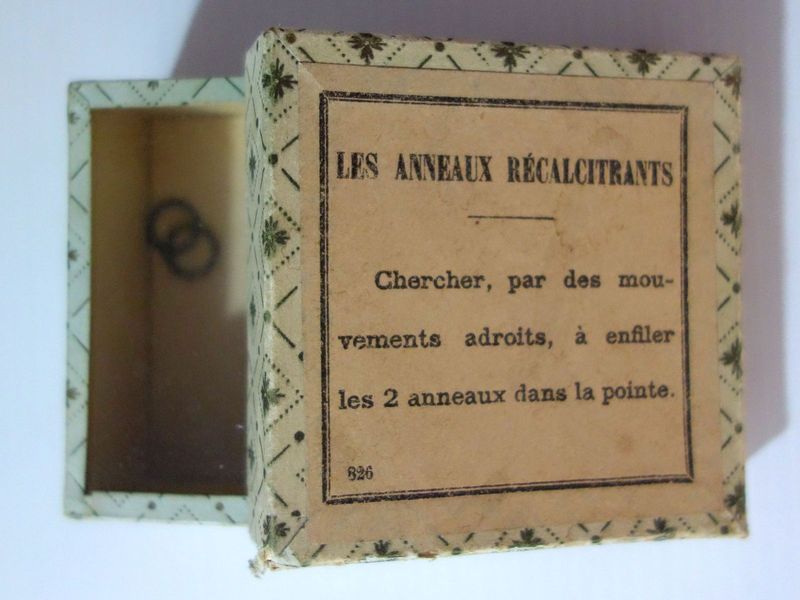 LES ANNEAUX RÉCALCITRANTS
Chercher, par des mou-
vements adroits, à enfiler
les 2 anneaux dans la pointe.
826